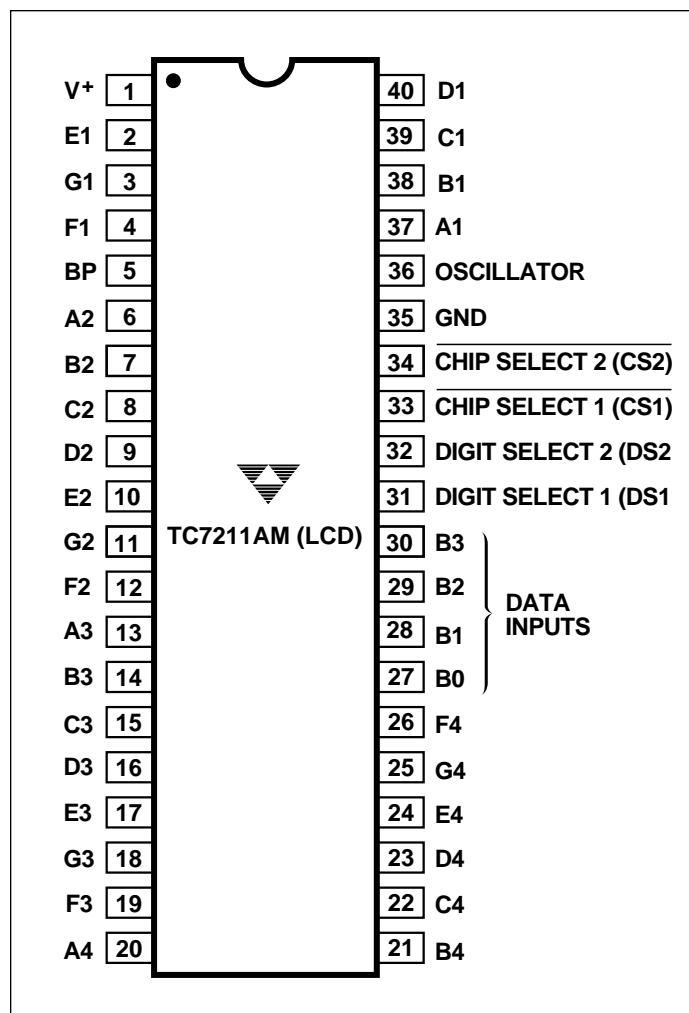 V+ 1 40 D1
E1 2 39 C1
G1 3 38 B1
F1 4 37 A1
BP 5 36 OSCILLATOR
A2 6 35 GND
B2 7 34 CHIP SELECT 2 (CS2)
C2 8 33 CHIP SELECT 1 (CS1)
D2 9 32 DIGIT SELECT 2 (DS2
E2 10 31 DIGIT SELECT 1 (DS1
G2 11 TC7211AM (LCD) 30 B3
F2 12 29 B2
DATA
INPUTS
A3 13 28 B1
B3 14 27 B0
C3 15 26 F4
D3 16 25 G4
E3 17 24 E4
G3 18 23 D4
F3 19 22 C4
A4 20 21 B4